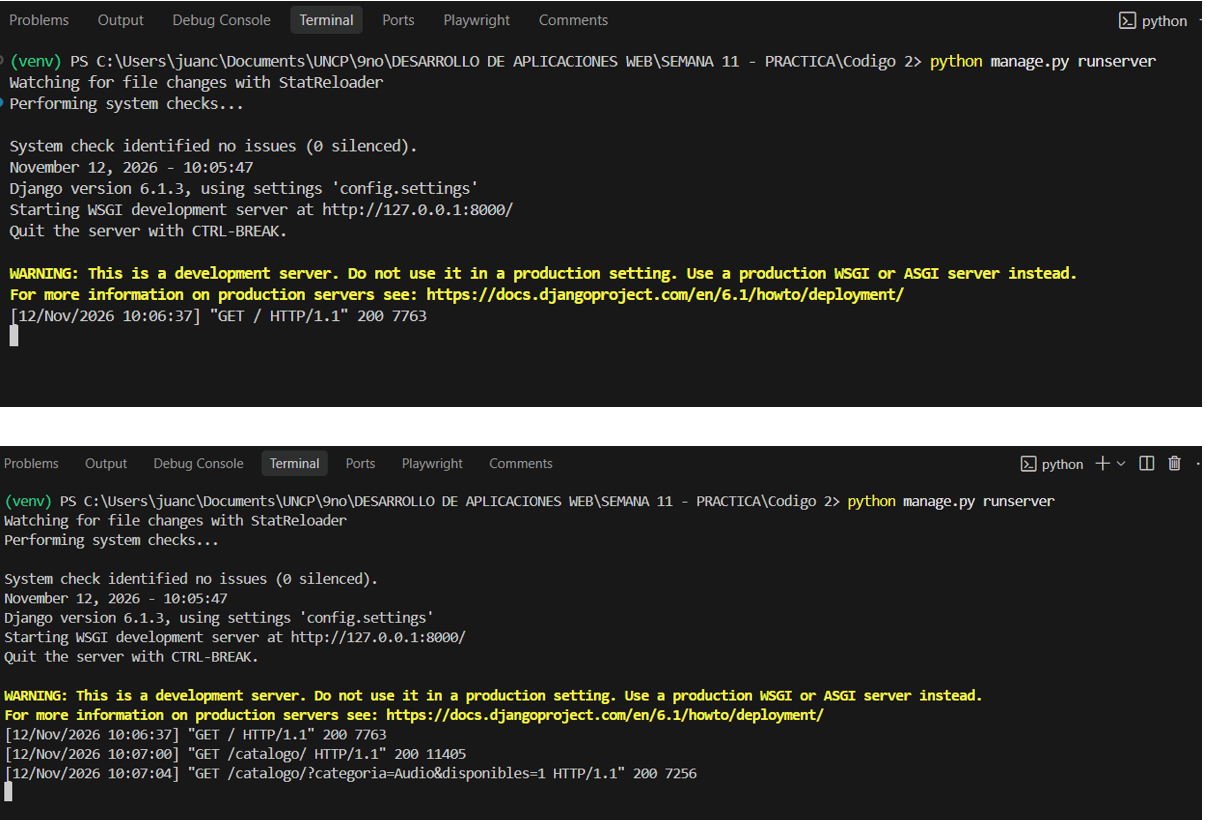 Problems Output Debug Console Terminal Ports Playwright Comments python
(venv) PS C:\Users\juanc\Documents\UNCP\9no\DESARROLLO DE APLICACIONES WEB\SEMANA 11 - PRACTICA\Codigo 2> python manage.py runserver
Watching for file changes with StatReloader
Performing system checks...
System check identified no issues (0 silenced).
November 12, 2026 - 10:05:47
Django version 6.1.3, using settings 'config.settings'
Starting WSGI development server at http://127.0.0.1:8000/
Quit the server with CTRL-BREAK.
WARNING: This is a development server. Do not use it in a production setting. Use a production WSGI or ASGI server instead.
For more information on production servers see: https://docs.djangoproject.com/en/6.1/howto/deployment/
[12/Nov/2026 10:06:37] "GET / HTTP/1.1" 200 7763
Problems Output Debug Console Terminal Ports Playwright Comments python
(venv) PS C:\Users\juanc\Documents\UNCP\9no\DESARROLLO DE APLICACIONES WEB\SEMANA 11 - PRACTICA\Codigo 2> python manage.py runserver
Watching for file changes with StatReloader
Performing system checks...
System check identified no issues (0 silenced).
November 12, 2026 - 10:05:47
Django version 6.1.3, using settings 'config.settings'
Starting WSGI development server at http://127.0.0.1:8000/
Quit the server with CTRL-BREAK.
WARNING: This is a development server. Do not use it in a production setting. Use a production WSGI or ASGI server instead.
For more information on production servers see: https://docs.djangoproject.com/en/6.1/howto/deployment/
[12/Nov/2026 10:06:37] "GET / HTTP/1.1" 200 7763
[12/Nov/2026 10:07:00] "GET /catalogo/ HTTP/1.1" 200 11405
[12/Nov/2026 10:07:04] "GET /catalogo/?categoria=Audio&disponibles=1 HTTP/1.1" 200 7256